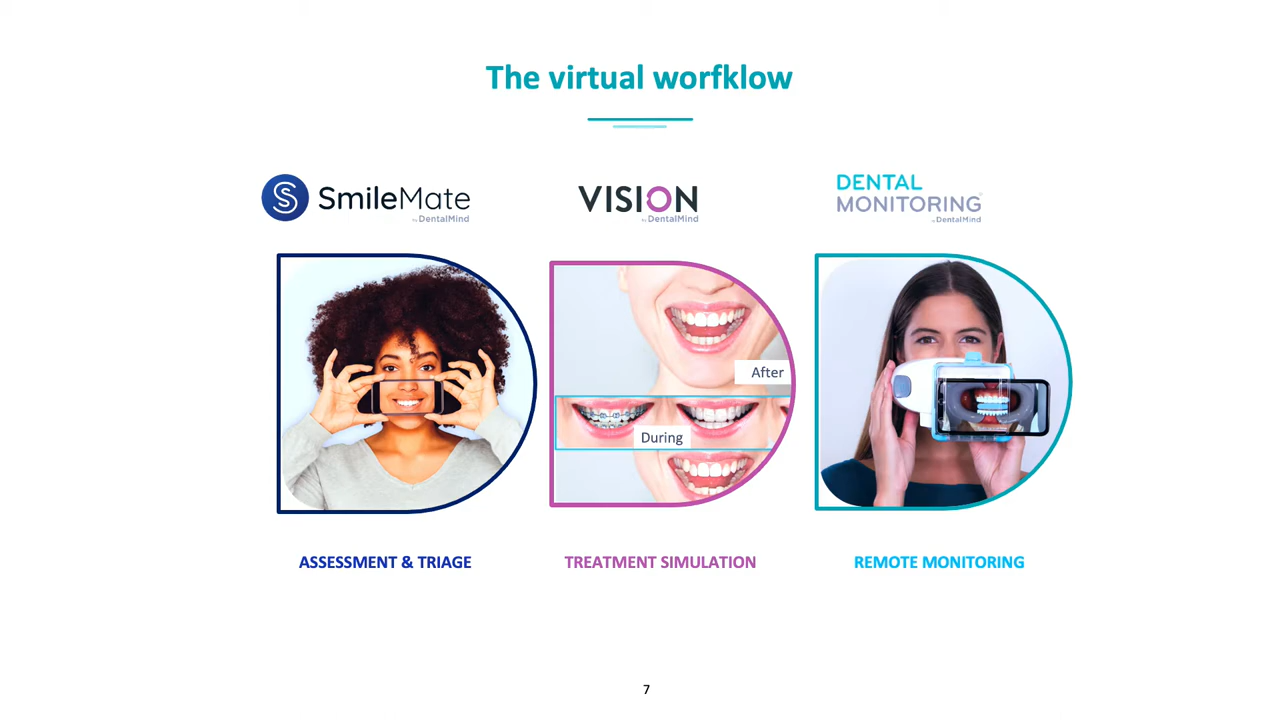 The virtual worfklow
SmileMate
by DentalMind
VISION
by DentalMind
DENTAL
MONITORING
by DentalMind
After
During
ASSESSMENT & TRIAGE
TREATMENT SIMULATION
REMOTE MONITORING
7